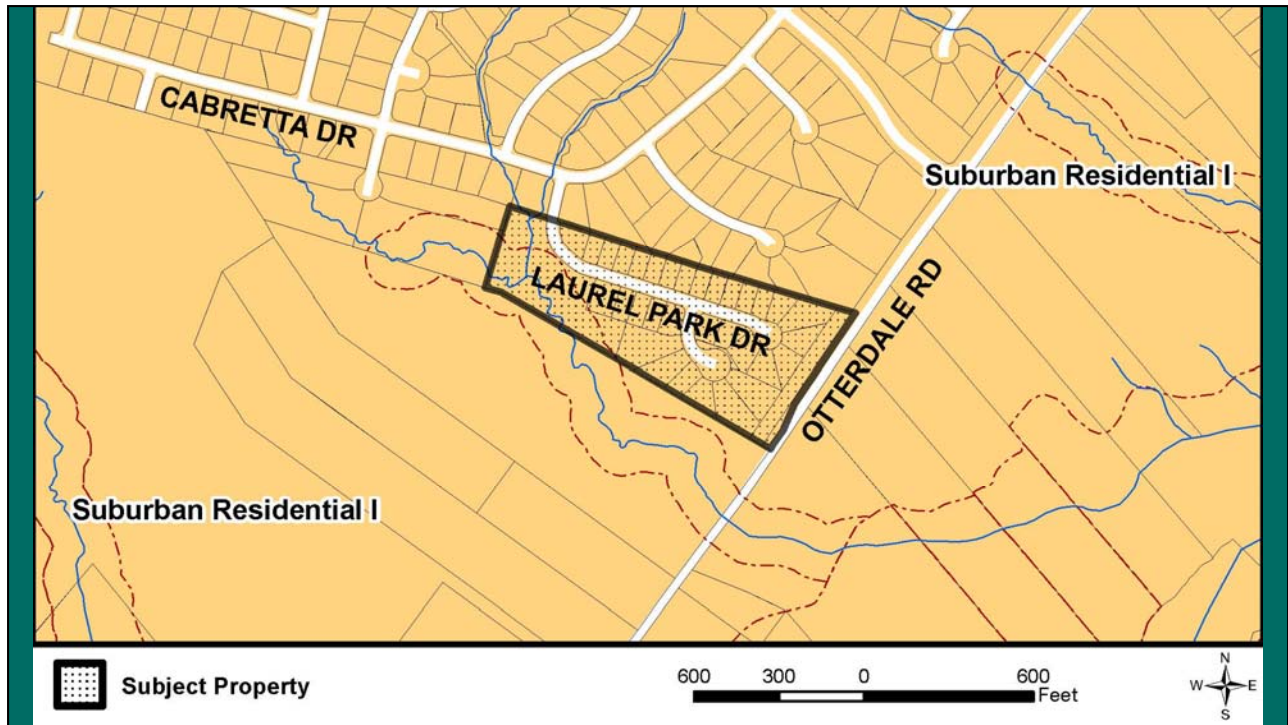 CABRETTA DR
Suburban Residential I
LAUREL PARK DR
OTTERDALE RD
Suburban Residential I
Subject Property
600 300 0 600
Feet
N
W E
S